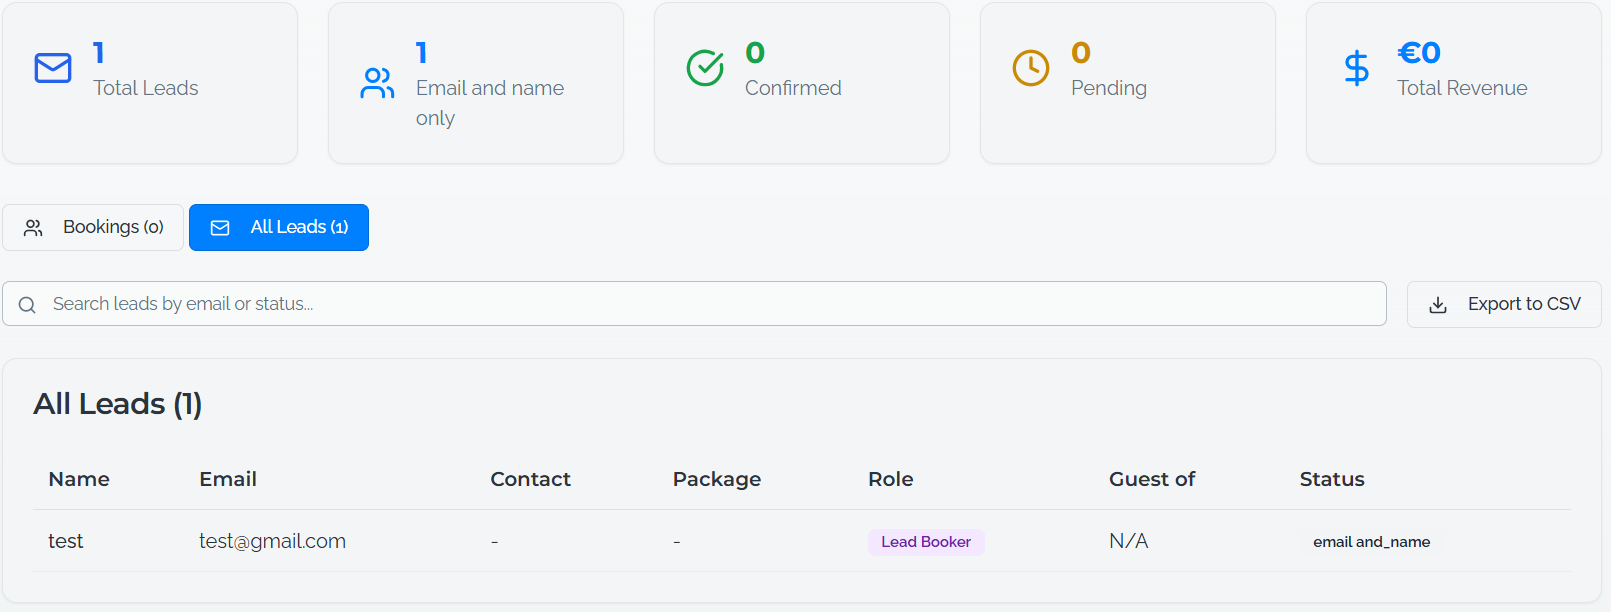 1
Total Leads
1
Email and name
only
0
Confirmed
0
Pending
€0
Total Revenue
Bookings (0)
All Leads (1)
Search leads by email or status...
Export to CSV
All Leads (1)
Name Email Contact Package Role Guest of Status
test test@gmail.com - - Lead Booker N/A email and_name